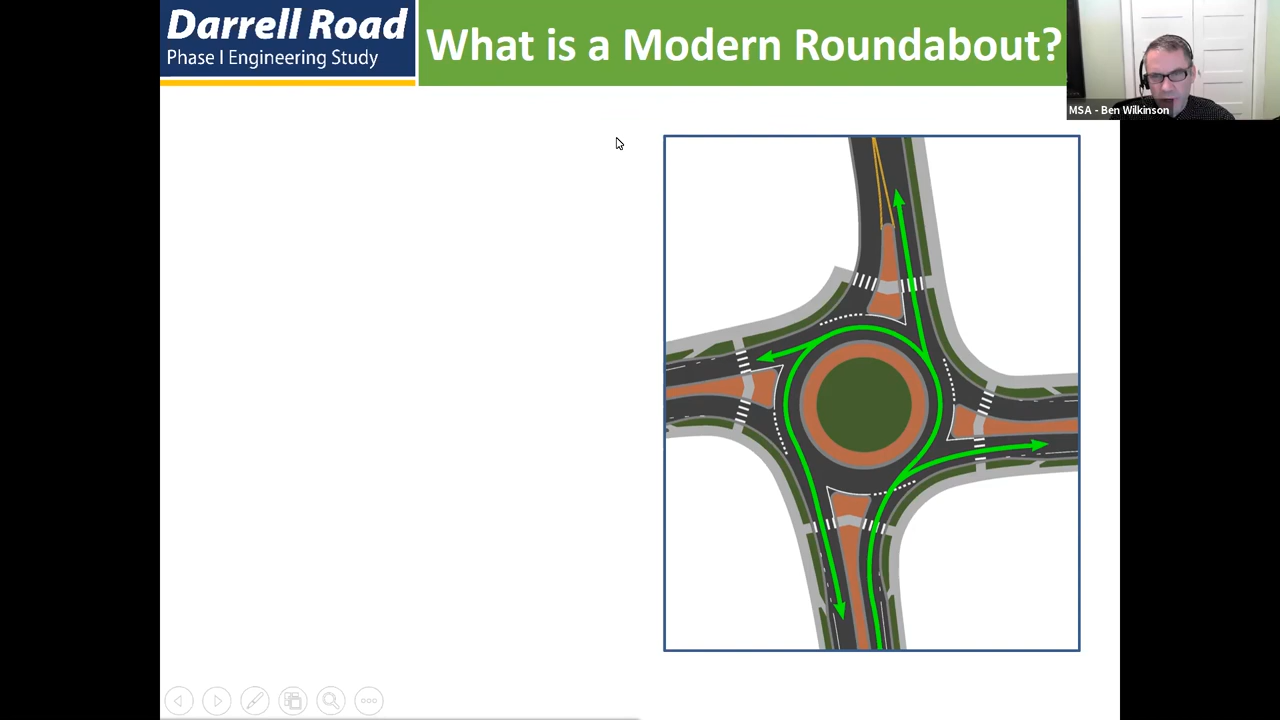 Darrell Road
Phase I Engineering Study
What is a Modern Roundabout?
MSA - Ben Wilkinson